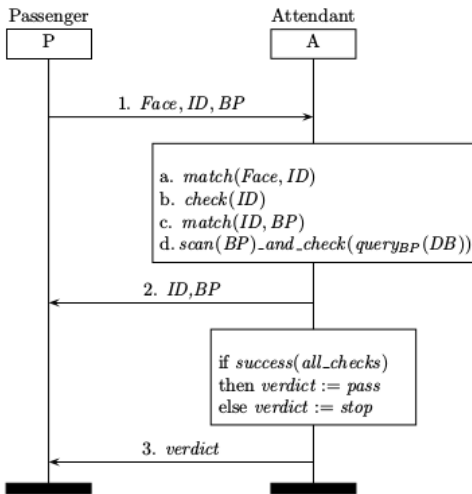 Passenger Attendant
P A
1. Face, ID, BP
a. match(Face, ID)
b. check(ID)
c. match(ID, BP)
d. scan(BP)_and_check(query_BP(DB))
2. ID,BP
if success(all_checks)
then verdict := pass
else verdict := stop
3. verdict